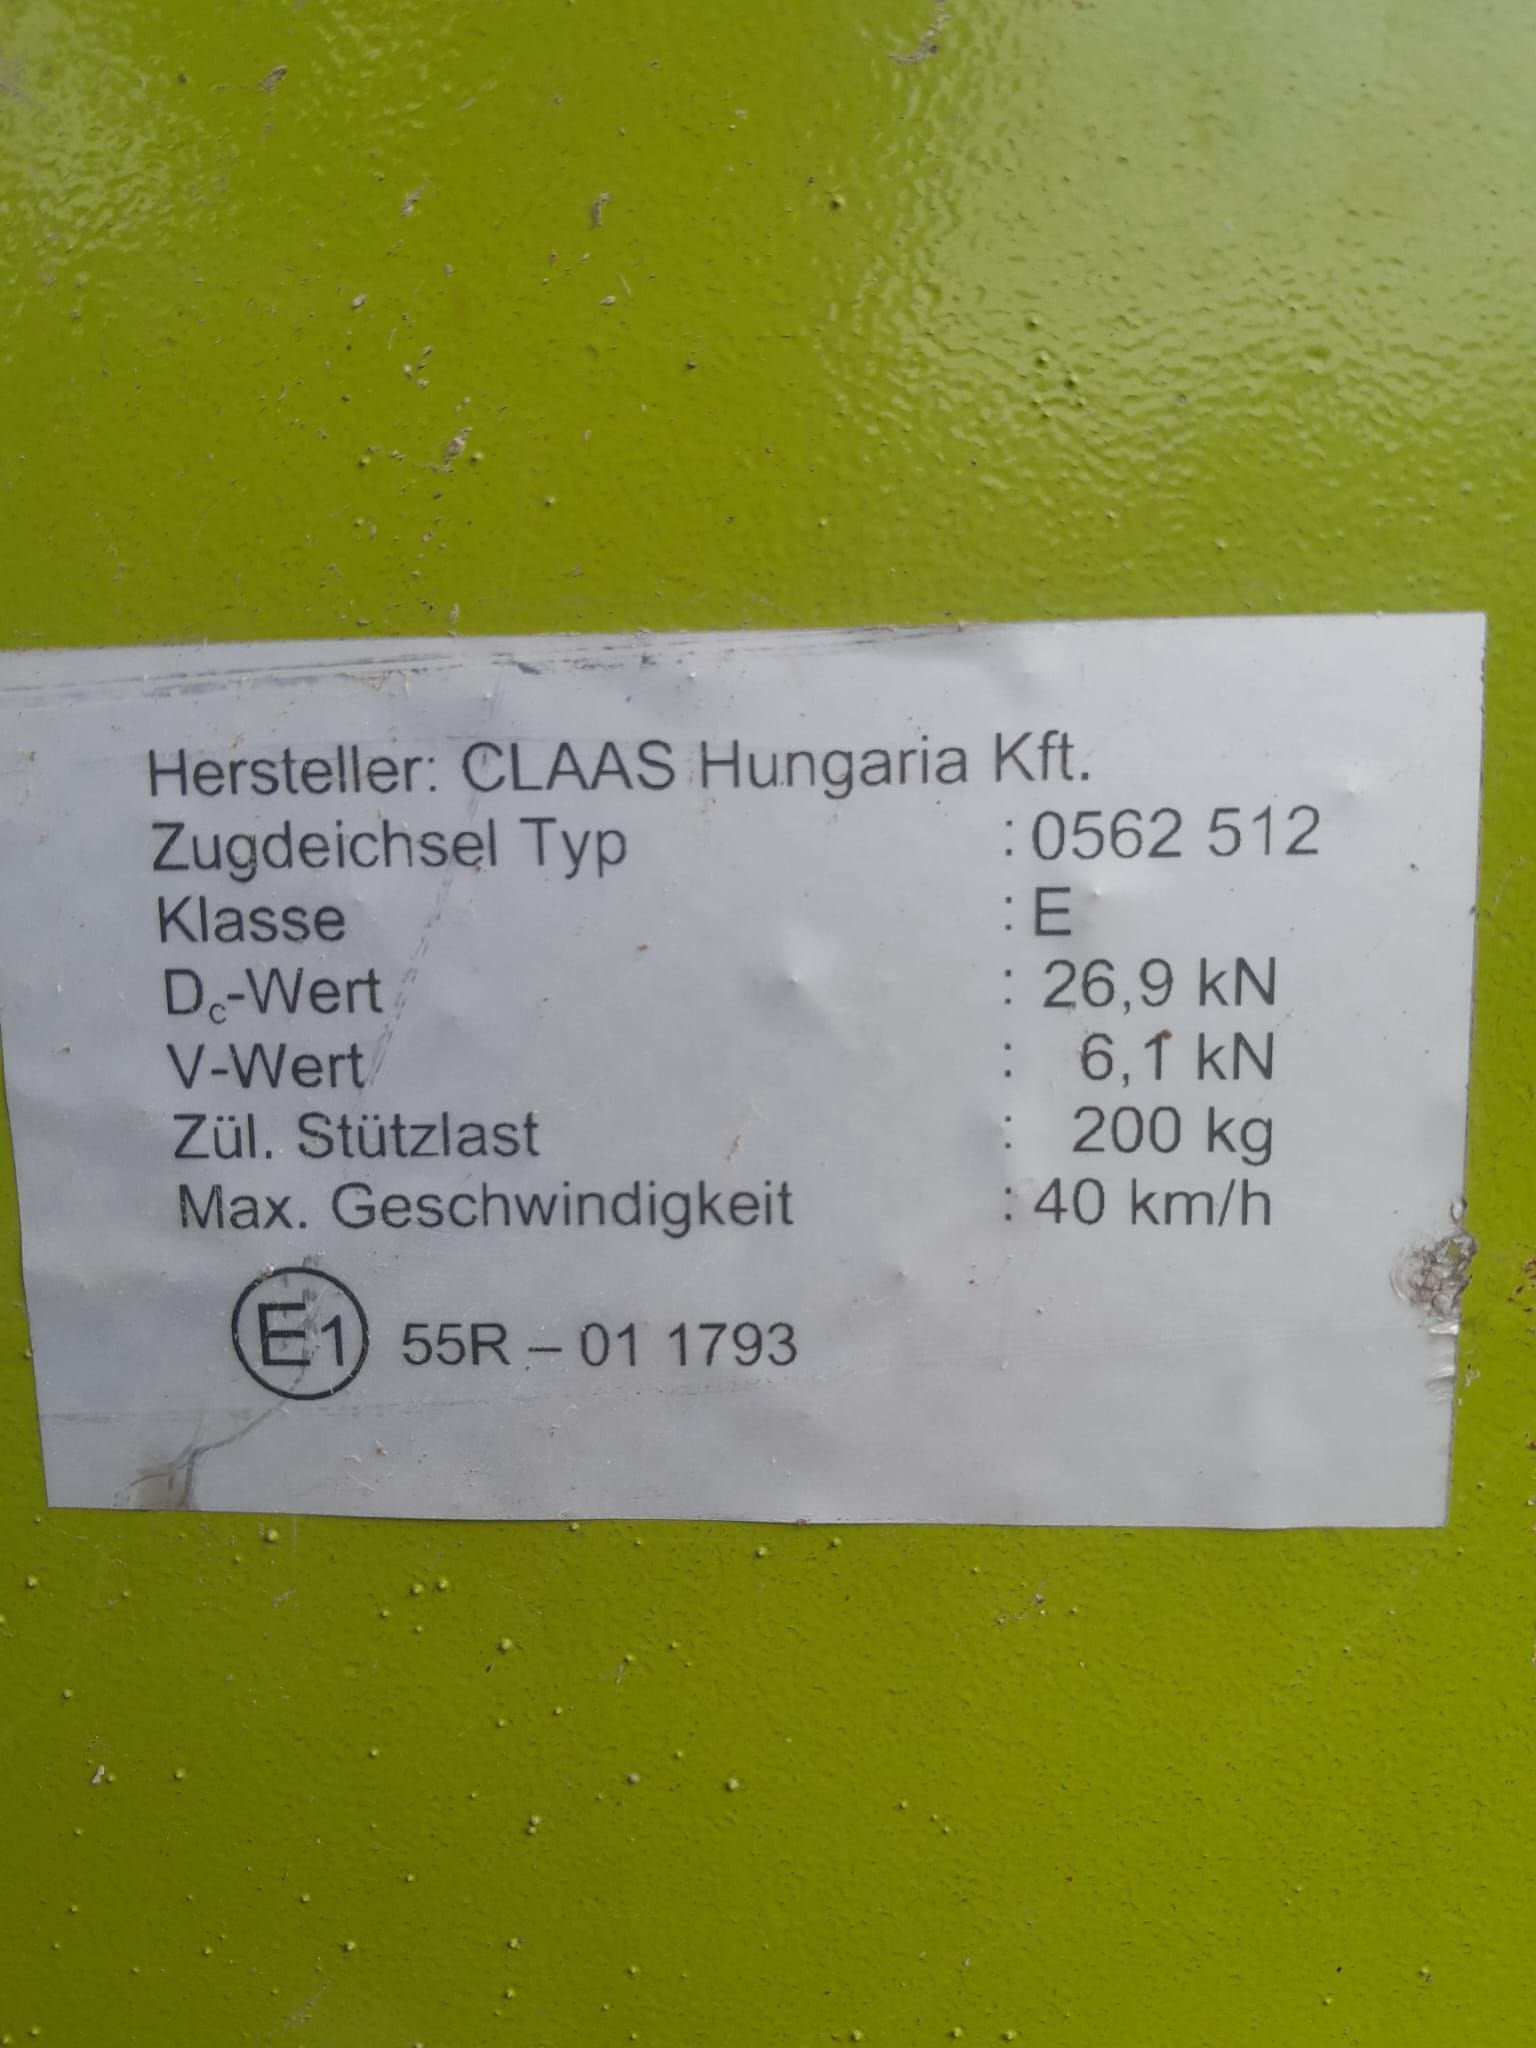 Hersteller: CLAAS Hungaria Kft.
Zugdeichsel Typ : 0562 512
Klasse : E
Dc-Wert : 26,9 kN
V-Wert : 6,1 kN
Zül. Stützlast : 200 kg
Max. Geschwindigkeit : 40 km/h
E1 55R – 01 1793